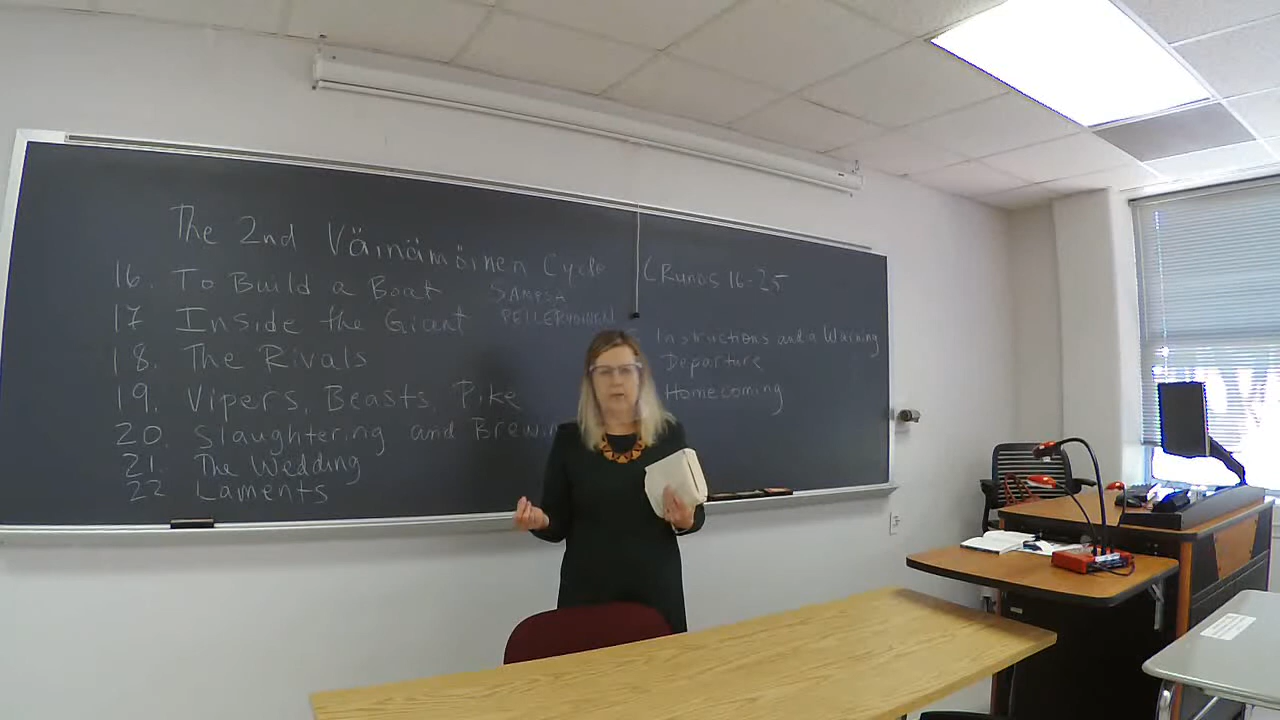 The 2nd Väinämöinen Cycle (Runos 16-25
16. To Build a Boat SAMPSA
17 Inside the Giant PELLERVOINEN
18. The Rivals
19. Vipers, Beasts, Pike
20. Slaughtering and Br
21. The Wedding
22 Laments
Instructions and a Warning
Departure
Homecoming